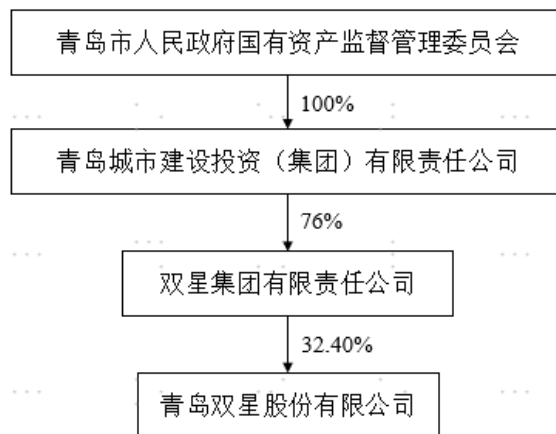 青岛市人民政府国有资产监督管理委员会
100%
青岛城市建设投资（集团）有限责任公司
76%
双星集团有限责任公司
32.40%
青岛双星股份有限公司